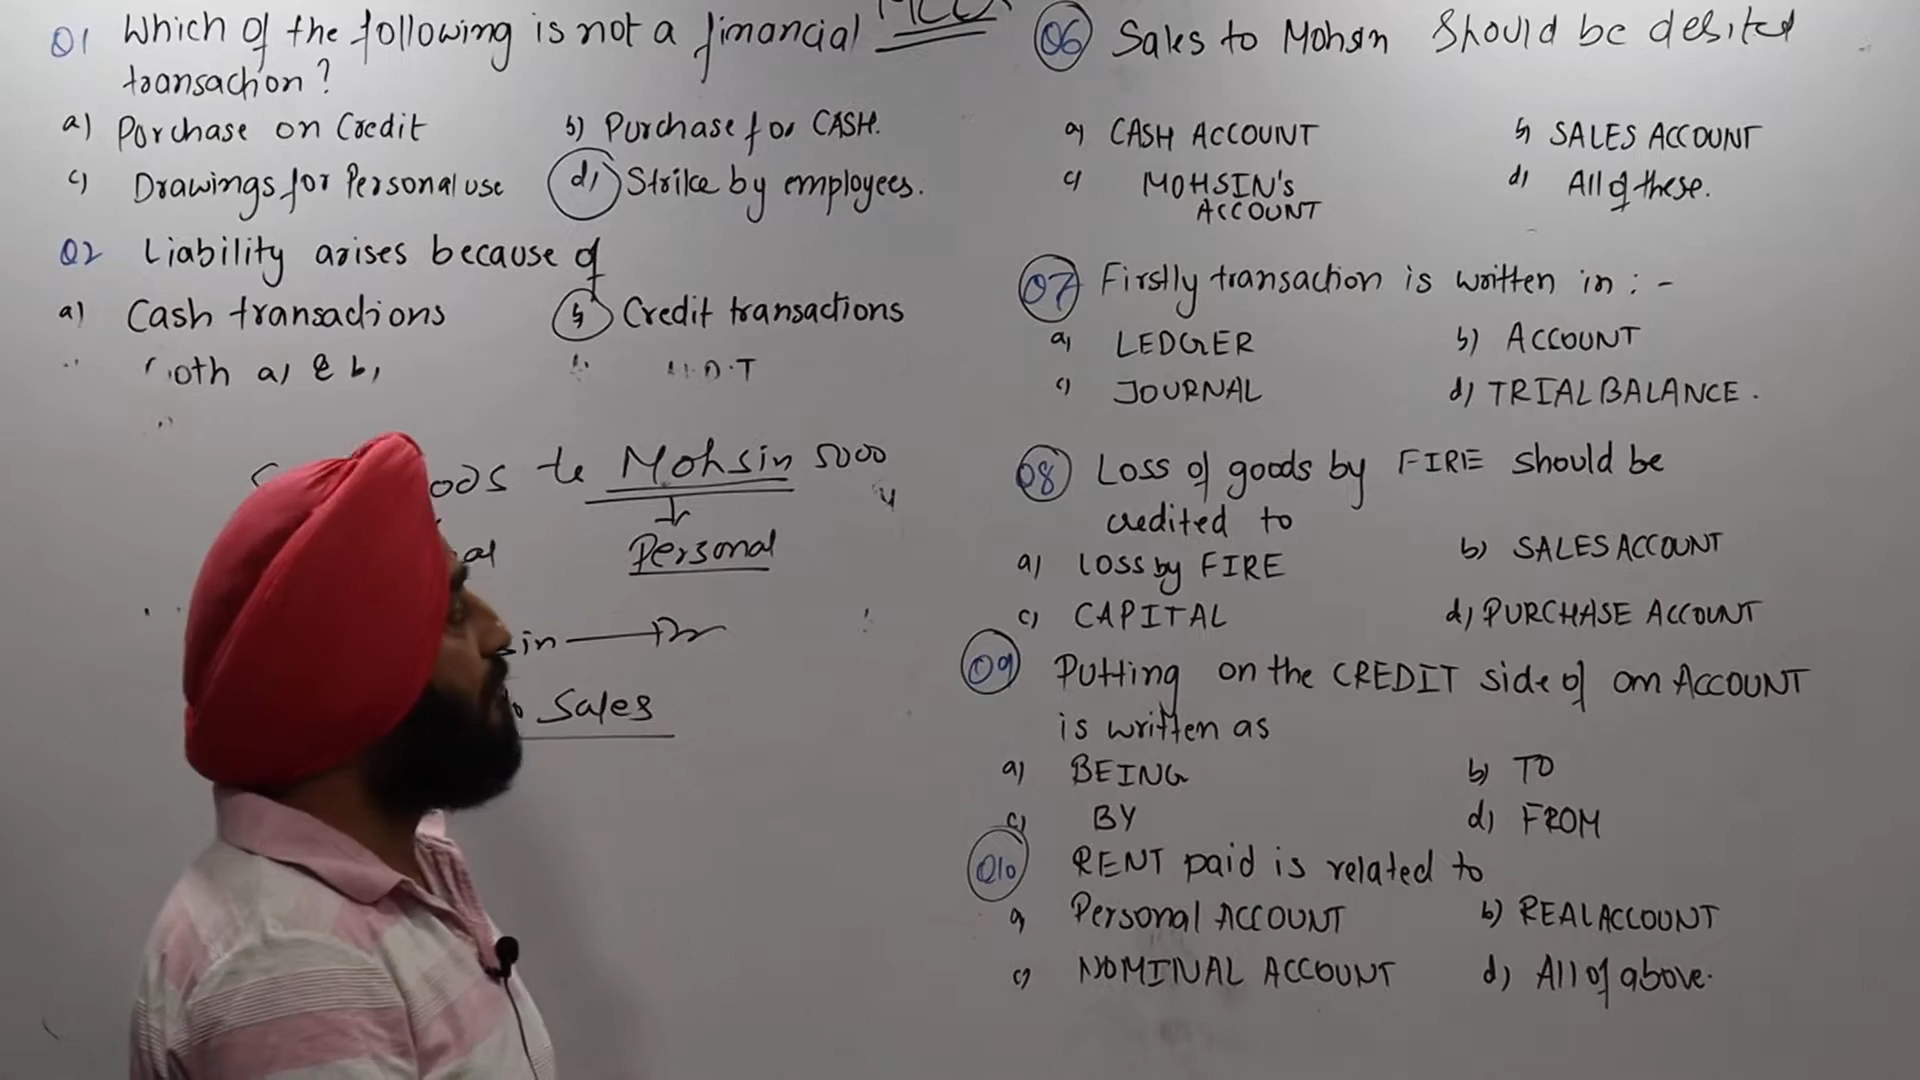 Q1 Which of the following is not a financial
transaction?
a) Purchase on Credit b) Purchase for CASH.
c) Drawings for Personal use d) Strike by employees.
Q2 Liability arises because of
a) Cash transactions b) Credit transactions
both a) & b)
to Mohsin 5000
Personal
Dr
Sales
Q6 Sales to Mohsin should be debited
a) CASH ACCOUNT b) SALES ACCOUNT
c) MOHSIN's d) All of these.
ACCOUNT
Q7 Firstly transaction is written in : -
a) LEDGER b) ACCOUNT
c) JOURNAL d) TRIAL BALANCE.
Q8 Loss of goods by FIRE should be
credited to
a) Loss by FIRE b) SALES ACCOUNT
c) CAPITAL d) PURCHASE ACCOUNT
Q9 Putting on the CREDIT side of an ACCOUNT
is written as
a) BEING b) TO
c) BY d) FROM
Q10 RENT paid is related to
a) Personal ACCOUNT b) REAL ACCOUNT
c) NOMINAL ACCOUNT d) All of above.